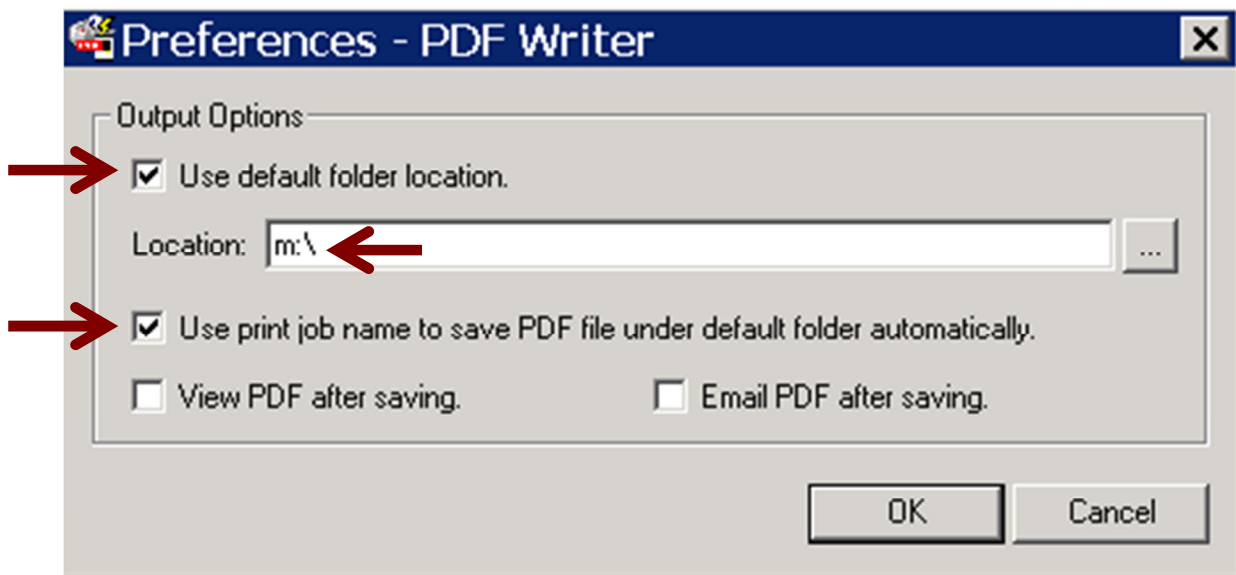 Preferences - PDF Writer
Output Options
Use default folder location.
Location: m:\ ...
Use print job name to save PDF file under default folder automatically.
View PDF after saving. Email PDF after saving.
OK Cancel